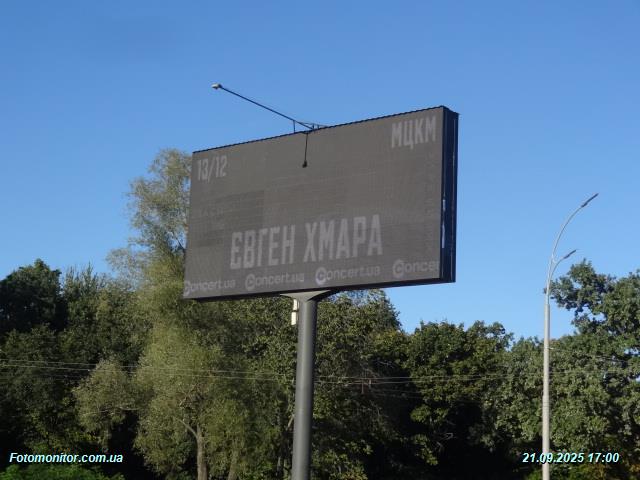 13/12
МЦКМ
ЄВГЕН ХМАРА
concert.ua concert.ua concert.ua concert
Fotomonitor.com.ua
21.09.2025 17:00